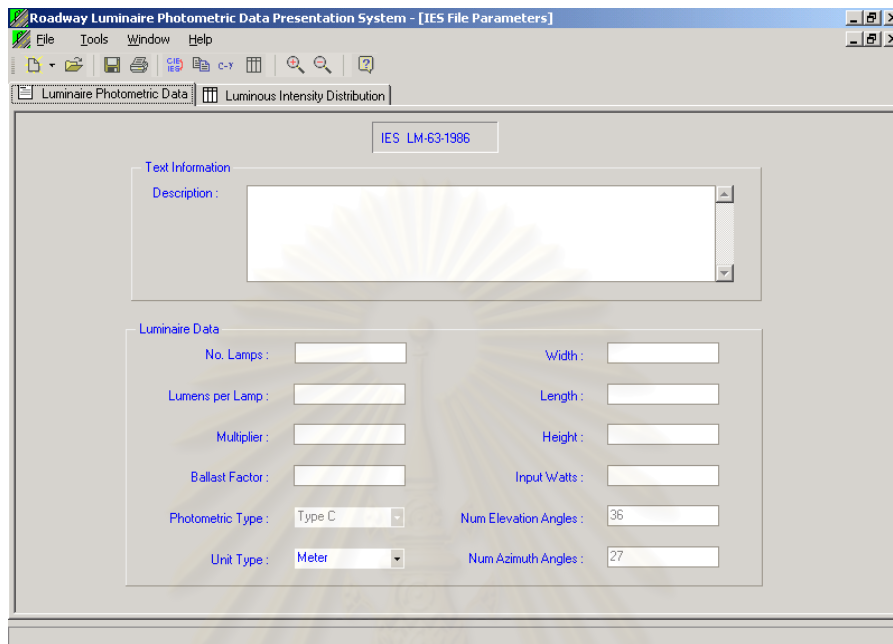 Roadway Luminaire Photometric Data Presentation System - [IES File Parameters]
File Tools Window Help
CIE IES C-γ
Luminaire Photometric Data Luminous Intensity Distribution
IES LM-63-1986
Text Information
Description :
Luminaire Data
No. Lamps : Width :
Lumens per Lamp : Length :
Multiplier : Height :
Ballast Factor : Input Watts :
Photometric Type : Type C Num Elevation Angles : 36
Unit Type : Meter Num Azimuth Angles : 27